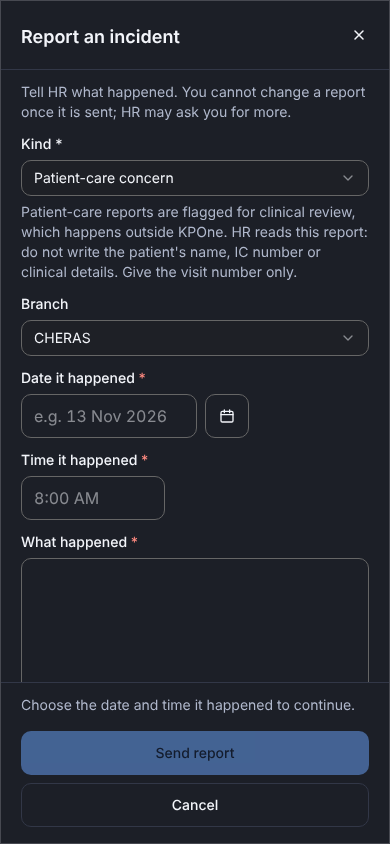 Report an incident
Tell HR what happened. You cannot change a report
once it is sent; HR may ask you for more.
Kind *
Patient-care concern
Patient-care reports are flagged for clinical review,
which happens outside KPOne. HR reads this report:
do not write the patient's name, IC number or
clinical details. Give the visit number only.
Branch
CHERAS
Date it happened *
e.g. 13 Nov 2026
Time it happened *
8:00 AM
What happened *
Choose the date and time it happened to continue.
Send report
Cancel